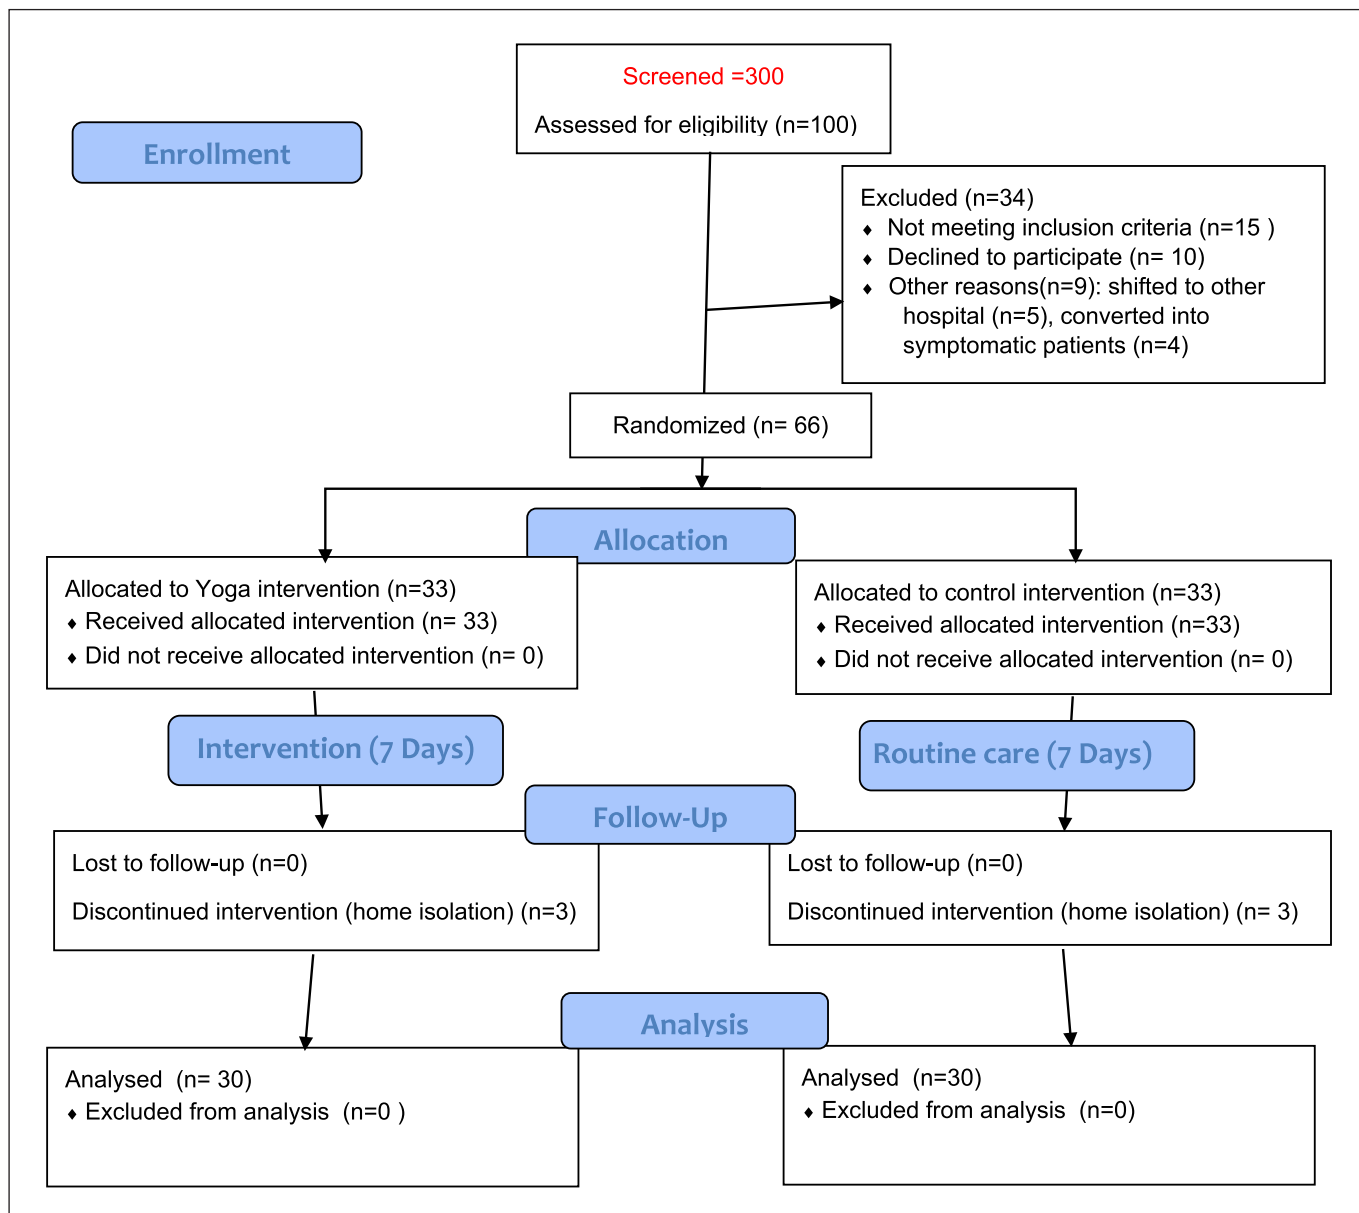 Screened =300
Assessed for eligibility (n=100)
Enrollment
Excluded (n=34)
♦ Not meeting inclusion criteria (n=15 )
♦ Declined to participate (n= 10)
♦ Other reasons(n=9): shifted to other
hospital (n=5), converted into
symptomatic patients (n=4)
Randomized (n= 66)
Allocation
Allocated to Yoga intervention (n=33)
♦ Received allocated intervention (n= 33)
♦ Did not receive allocated intervention (n= 0)
Allocated to control intervention (n=33)
♦ Received allocated intervention (n=33)
♦ Did not receive allocated intervention (n= 0)
Intervention (7 Days)
Routine care (7 Days)
Follow-Up
Lost to follow-up (n=0)
Discontinued intervention (home isolation) (n=3)
Lost to follow-up (n=0)
Discontinued intervention (home isolation) (n= 3)
Analysis
Analysed (n= 30)
♦ Excluded from analysis (n=0 )
Analysed (n=30)
♦ Excluded from analysis (n=0)